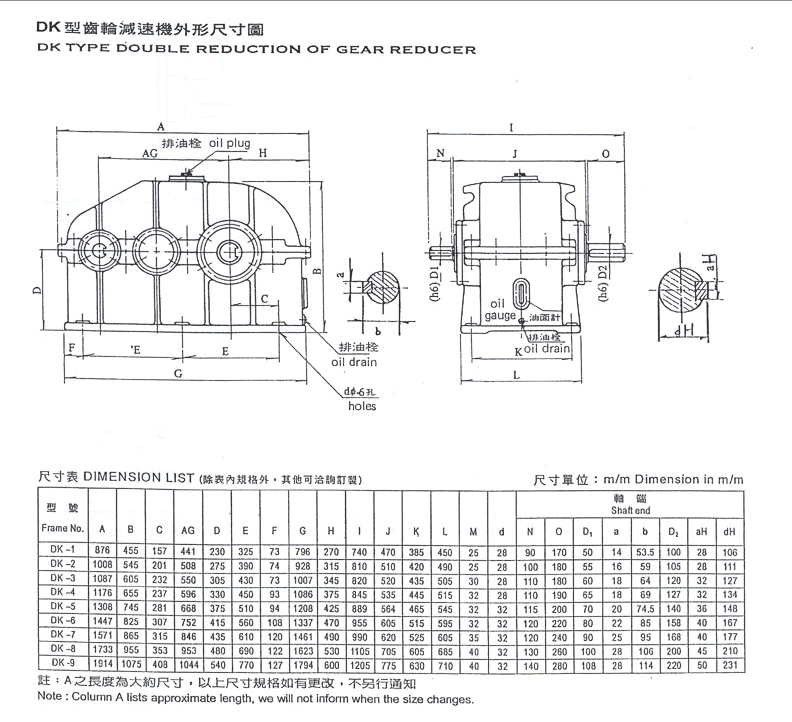 DK 型齒輪減速機外形尺寸圖
DK TYPE DOUBLE REDUCTION OF GEAR REDUCER
A
排油栓 oil plug
AG
H
B
D
C
F
'E
E
G
a
b
排油栓
oil drain
dφ-6孔
holes
I
N
J
O
(h6) D1
(h6) D2
oil
gauge
油面計
排油栓
oil drain
K
L
aH
dH
尺寸表 DIMENSION LIST (除表內規格外，其他可洽詢訂製)
尺寸單位：m/m Dimension in m/m
型 號 軸 端
Shaft end
Frame No. A B C AG D E F G H I J K L M d N O D1 a b D2 aH dH
DK -1 876 455 157 441 230 325 73 796 270 740 470 385 450 25 28 90 170 50 14 53.5 100 28 106
DK -2 1008 545 201 508 275 390 74 928 315 810 510 420 490 25 28 100 180 55 16 59 105 28 111
DK -3 1087 605 232 550 305 430 73 1007 345 820 520 435 505 30 28 110 180 60 18 64 120 32 127
DK -4 1176 655 237 596 330 450 93 1086 375 845 535 445 515 32 28 110 190 65 18 69 127 32 134
DK -5 1308 745 281 668 375 510 94 1208 425 889 564 465 545 32 32 115 200 70 20 74.5 140 36 148
DK -6 1447 825 307 752 415 560 108 1337 470 955 605 515 595 32 32 120 220 80 22 85 158 40 167
DK -7 1571 865 315 846 435 610 120 1461 490 990 620 525 605 35 32 120 240 90 25 95 168 40 177
DK -8 1733 955 353 953 480 690 122 1623 530 1105 705 605 685 40 32 130 260 100 28 106 200 45 210
DK -9 1914 1075 408 1044 540 770 127 1794 600 1205 775 630 710 40 32 140 280 108 28 114 220 50 231
註：A之長度為大約尺寸，以上尺寸規格如有更改，不另行通知
Note : Column A lists approximate length, we will not inform when the size changes.